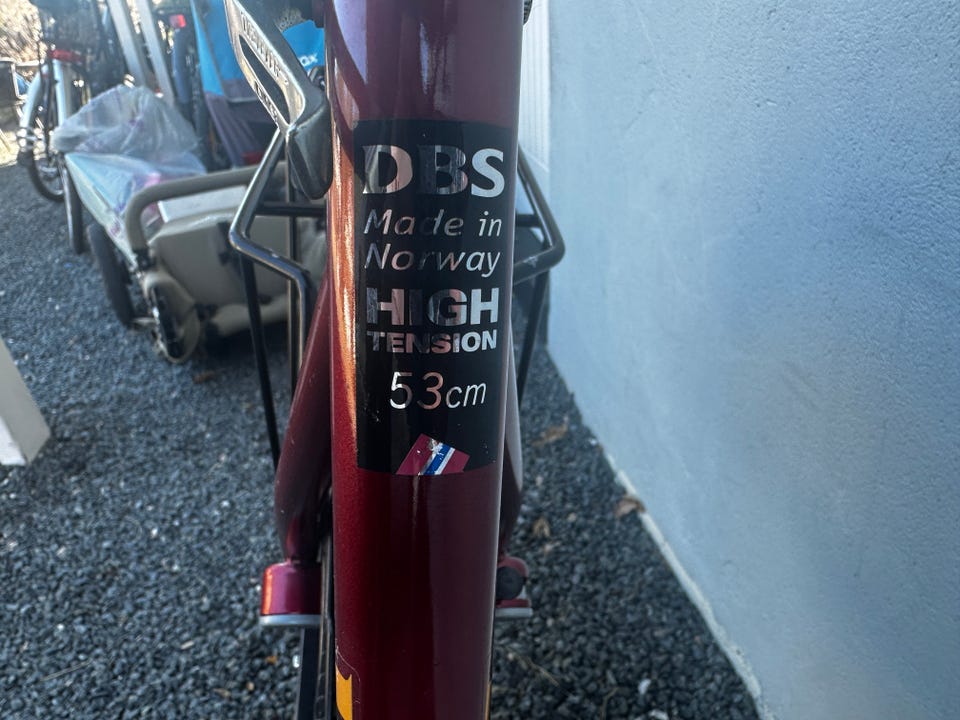 DBS
Made in
Norway
HIGH
TENSION
53cm